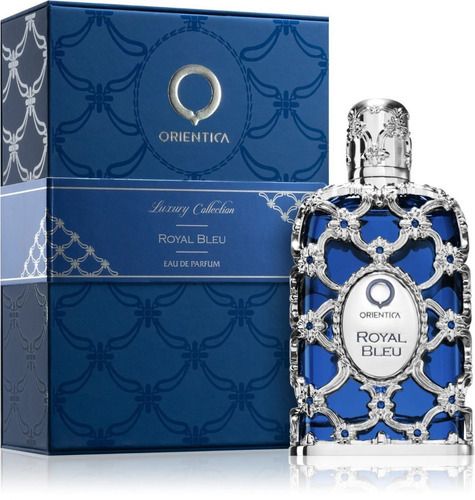 ORIENTICA
Luxury Collection
ROYAL BLEU
EAU DE PARFUM
ORIENTICA
ROYAL
BLEU